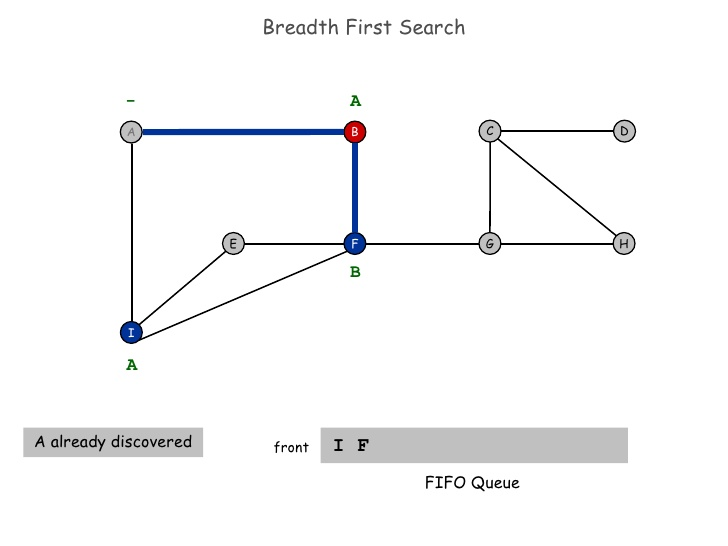 Breadth First Search
-
A
A
B
C
D
E
F
G
H
B
I
A
A already discovered
front
I F
FIFO Queue